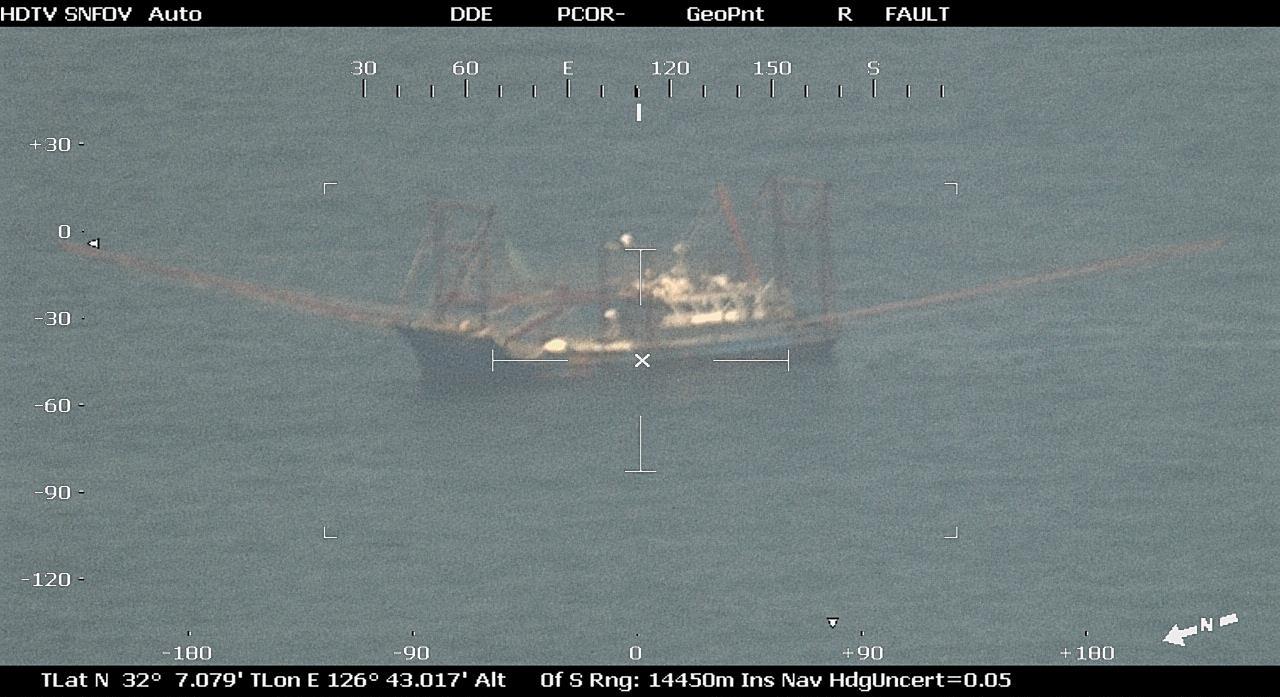 HDTV SNFOV Auto DDE PCOR- GeoPnt R FAULT
30 60 E 120 150 S
+30
0
-30
-60
-90
-120
N
-180 -90 0 +90 +180
TLat N 32° 7.079' TLon E 126° 43.017' Alt 0f S Rng: 14450m Ins Nav HdgUncert=0.05